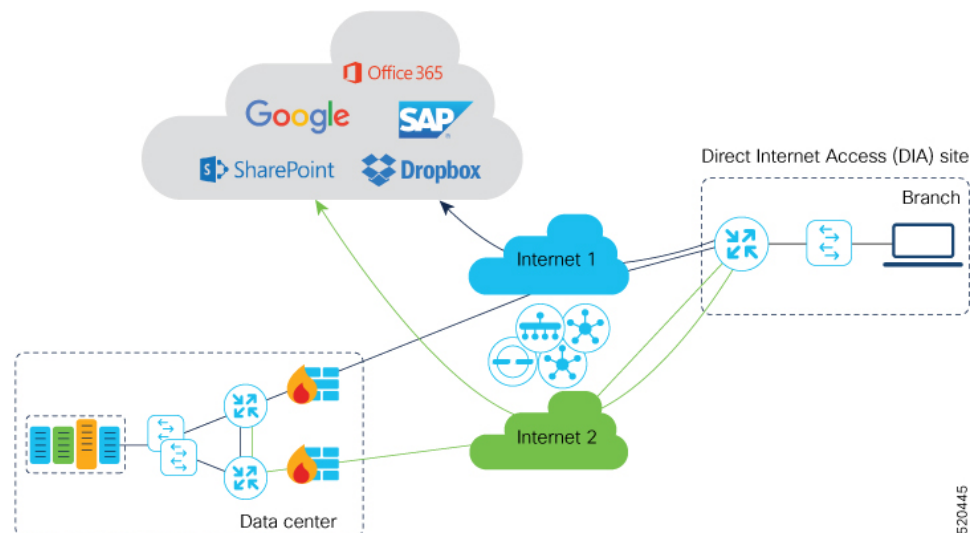 Office 365
Google
SAP
®
SharePoint
Dropbox
Direct Internet Access (DIA) site
Branch
Internet 1
Internet 2
Data center
520445